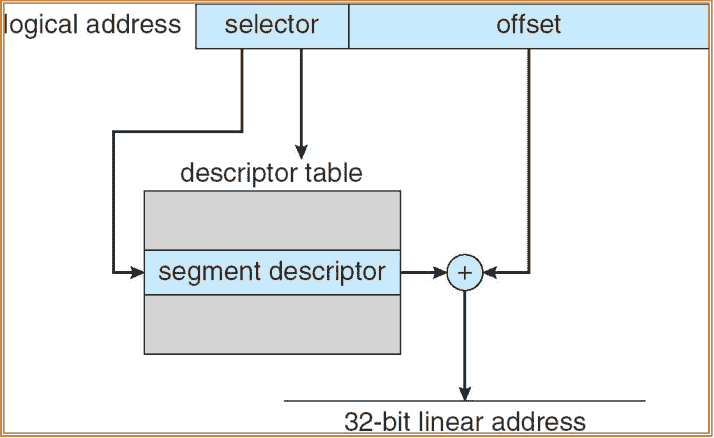 logical address selector offset
descriptor table
segment descriptor +
32-bit linear address